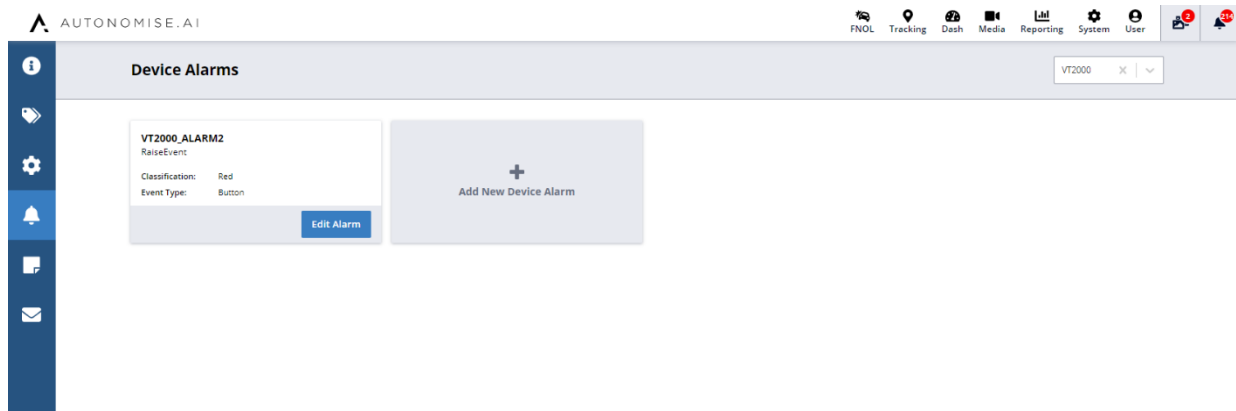 AUTONOMISE.AI
FNOL Tracking Dash Media Reporting System User 2 214
Device Alarms
VT2000
VT2000_ALARM2
RaiseEvent
Classification: Red
Event Type: Button
Edit Alarm
Add New Device Alarm